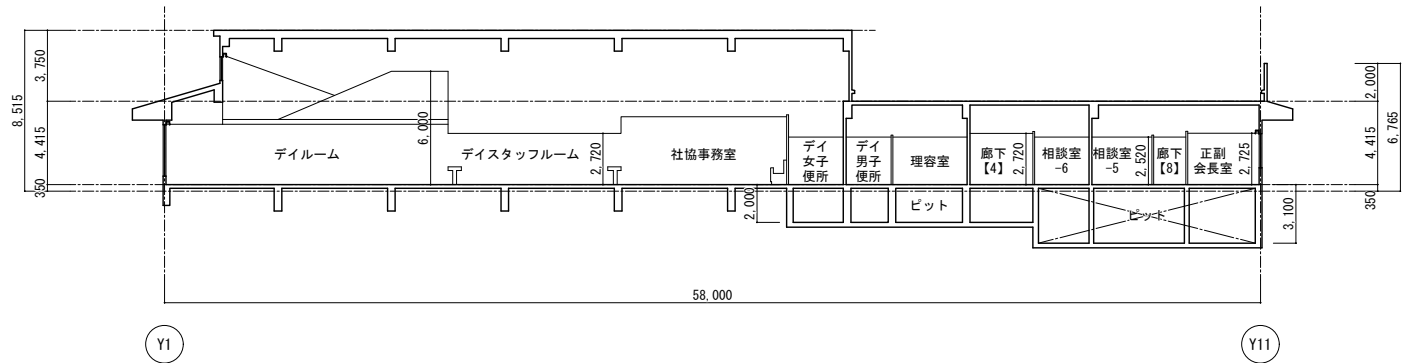 8,515
3,750
4,415
350
6,000
デイルーム
デイスタッフルーム
2,720
社協事務室
デイ
女子
便所
デイ
男子
便所
理容室
廊下
【4】
2,720
相談室
-6
相談室
-5
2,520
廊下
【8】
正副
会長室
2,725
2,000
4,415
6,765
350
2,000
ピット
ピット
3,100
58,000
Y1
Y11